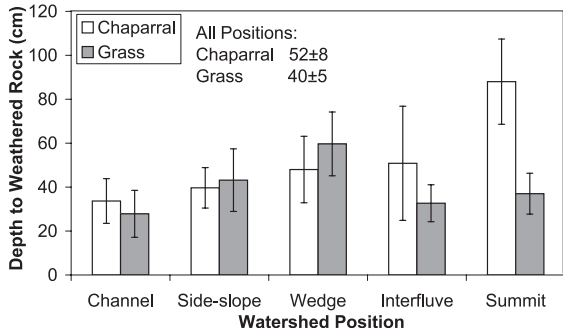 Depth to Weathered Rock (cm)
120
100
80
60
40
20
0
Chaparral
Grass
All Positions:
Chaparral 52±8
Grass 40±5
Channel Side-slope Wedge Interfluve Summit
Watershed Position